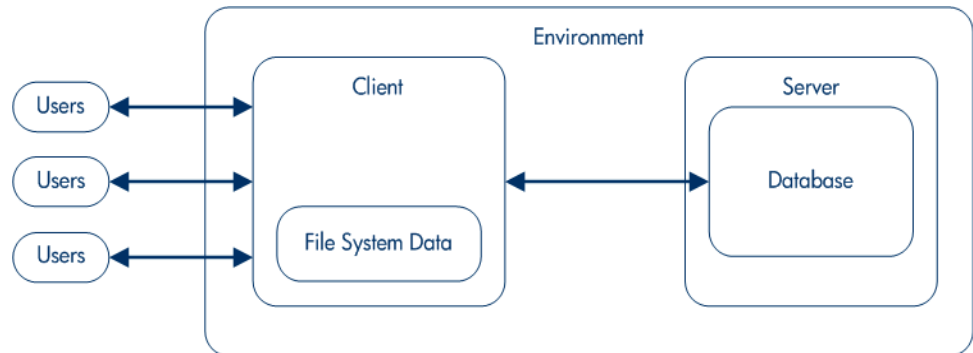 Environment
Client
Server
Users
Database
Users
File System Data
Users